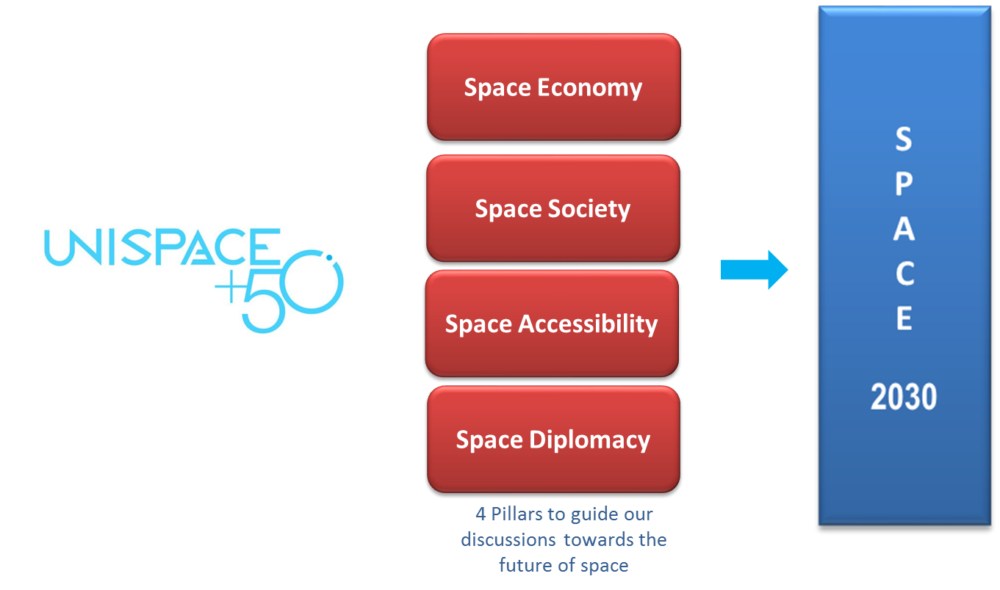 UNISPACE
+50
Space Economy
Space Society
Space Accessibility
Space Diplomacy
4 Pillars to guide our
discussions towards the
future of space
S
P
A
C
E
2030